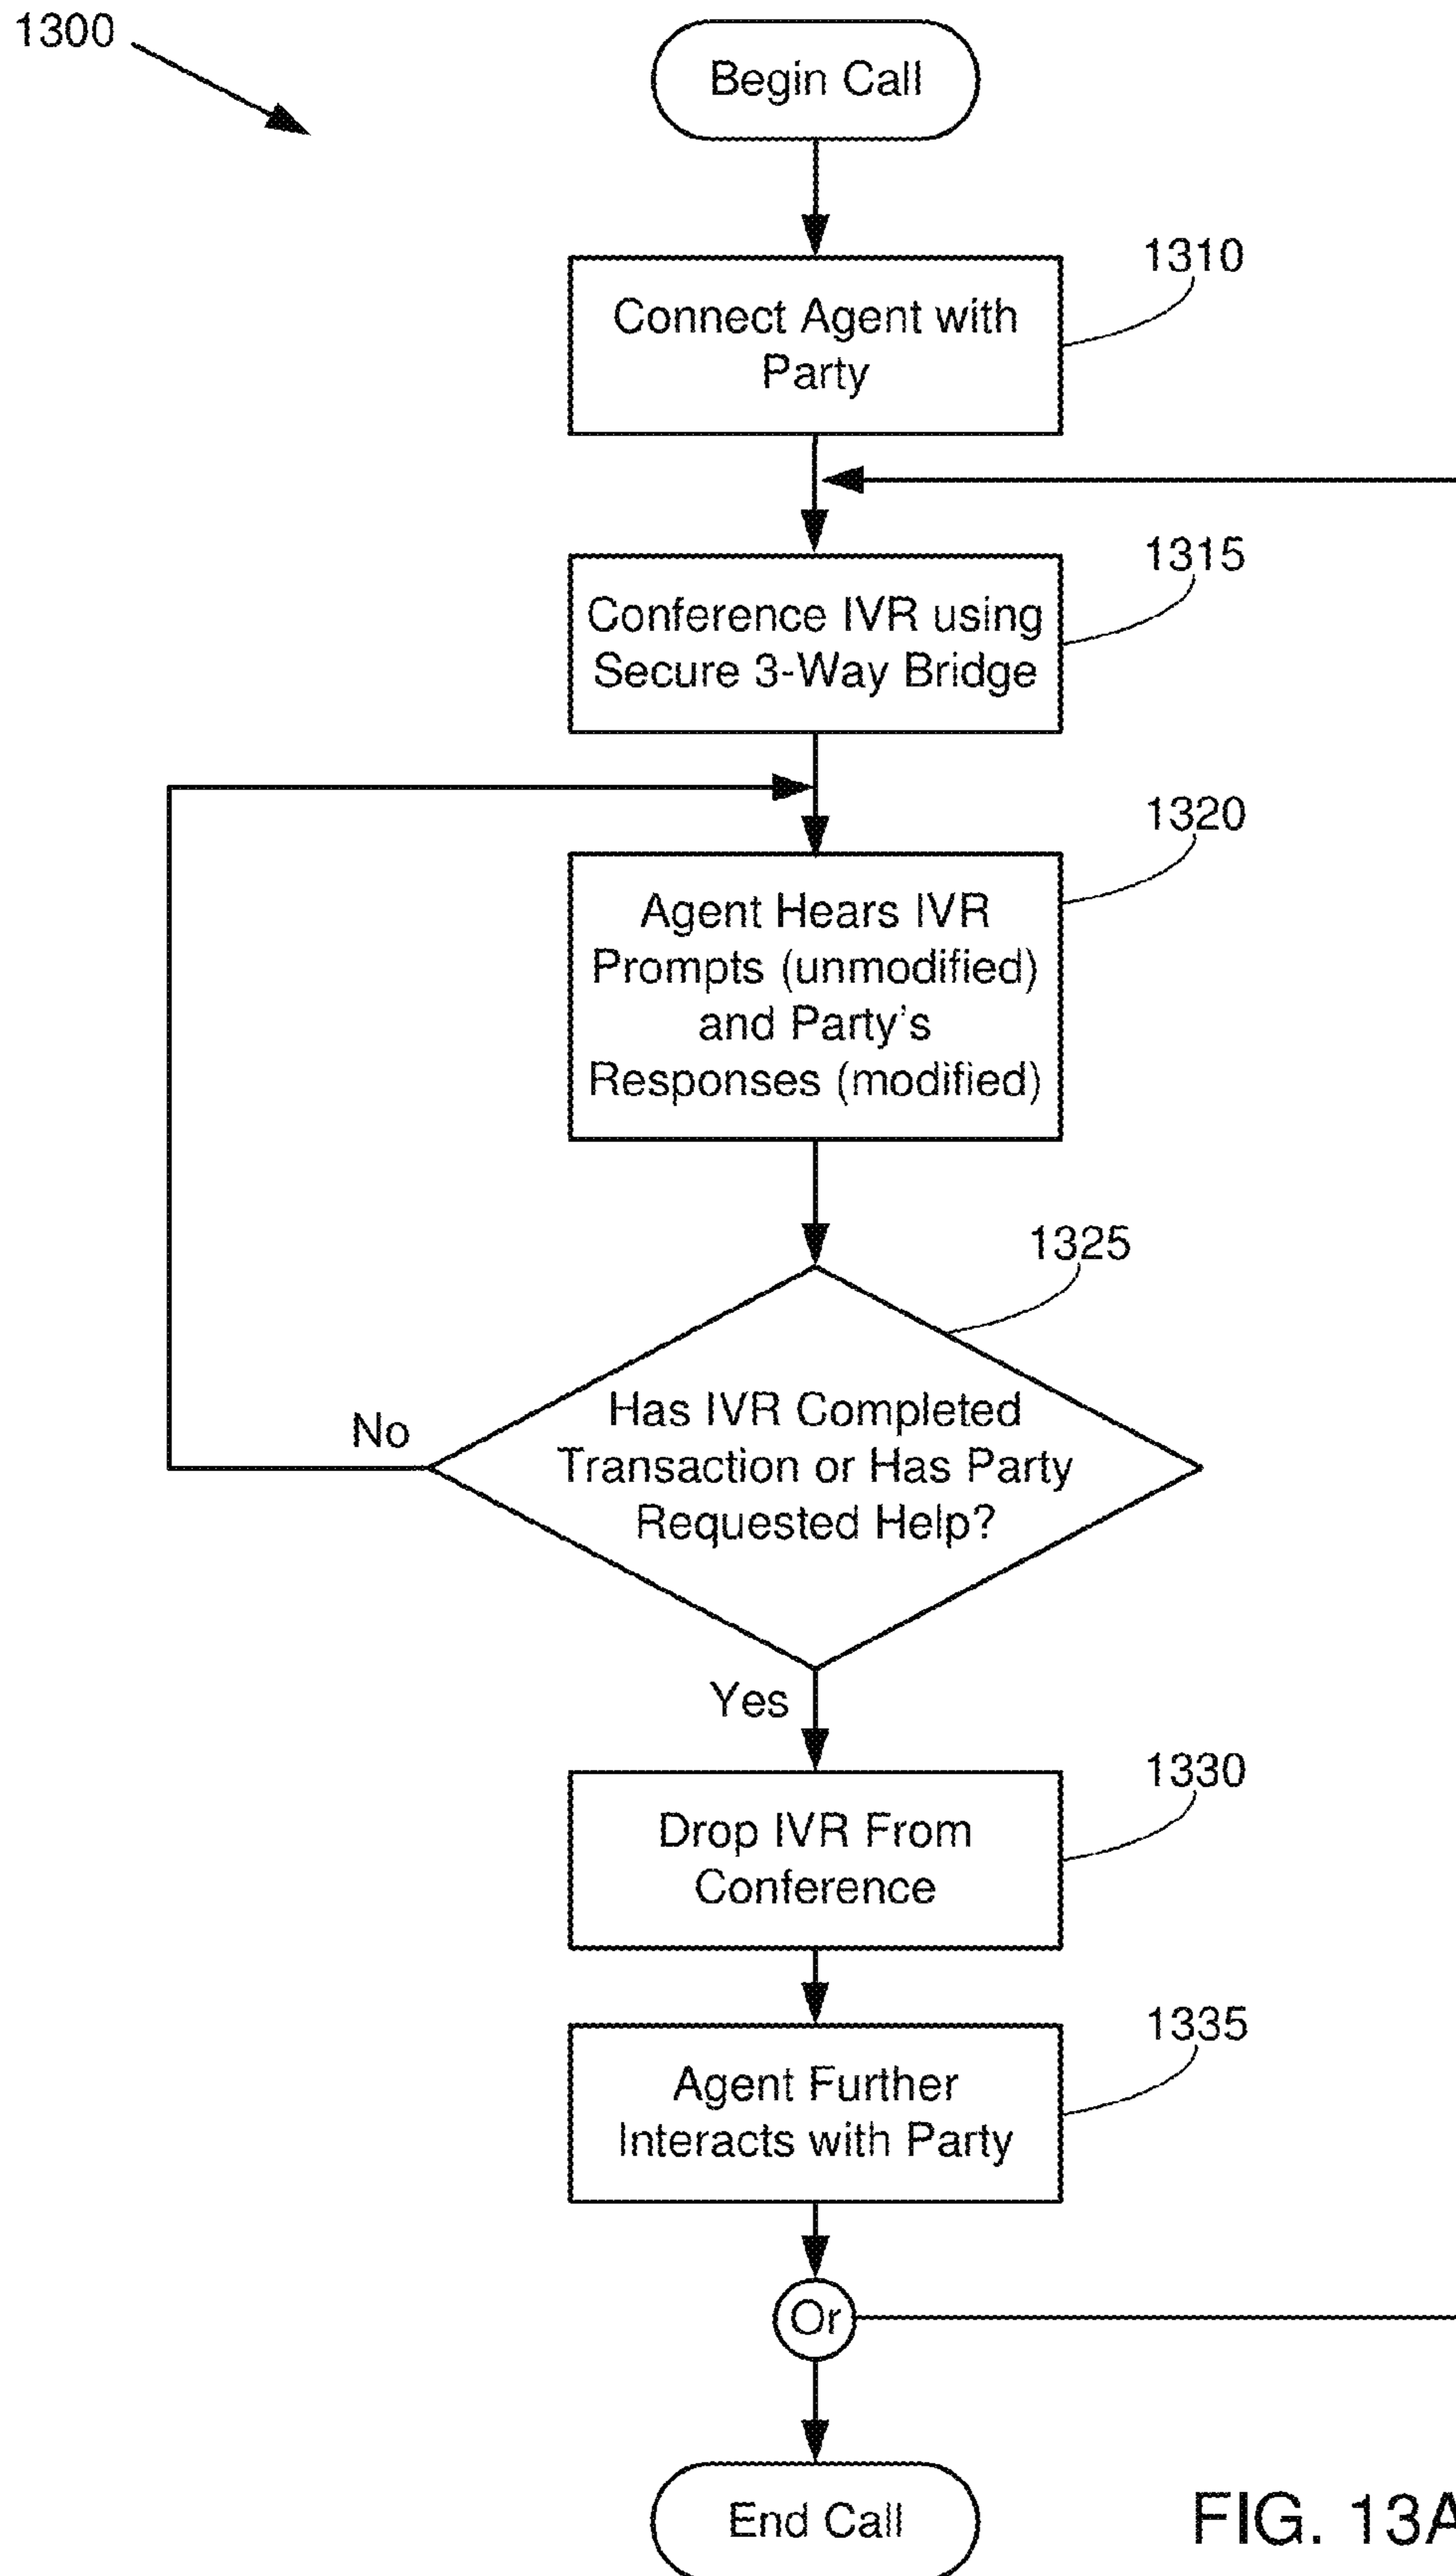 1300
Begin Call
1310
Connect Agent with
Party
1315
Conference IVR using
Secure 3-Way Bridge
1320
Agent Hears IVR
Prompts (unmodified)
and Party's
Responses (modified)
1325
Has IVR Completed
Transaction or Has Party
Requested Help?
No
Yes
1330
Drop IVR From
Conference
1335
Agent Further
Interacts with Party
Or
End Call
FIG. 13A